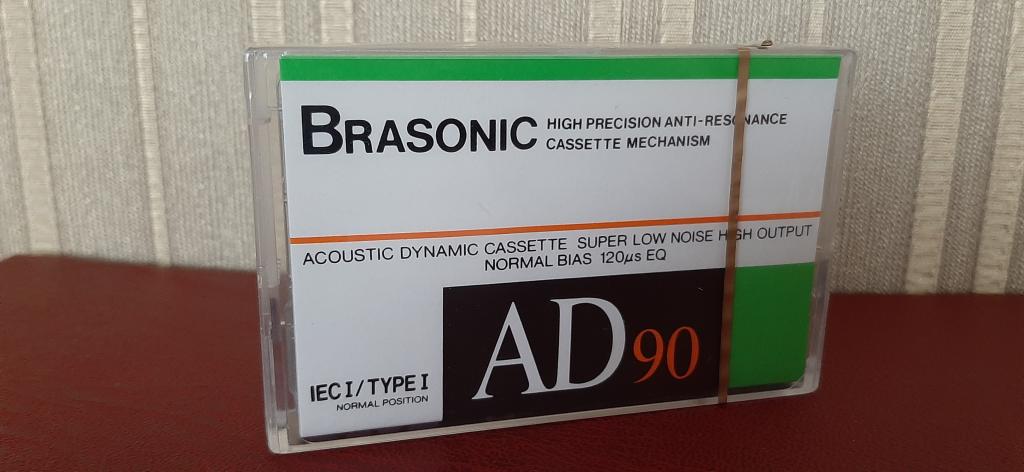 BRASONIC
HIGH PRECISION ANTI-RESONANCE
CASSETTE MECHANISM
ACOUSTIC DYNAMIC CASSETTE SUPER LOW NOISE HIGH OUTPUT
NORMAL BIAS 120µs EQ
AD90
IEC I / TYPE I
NORMAL POSITION